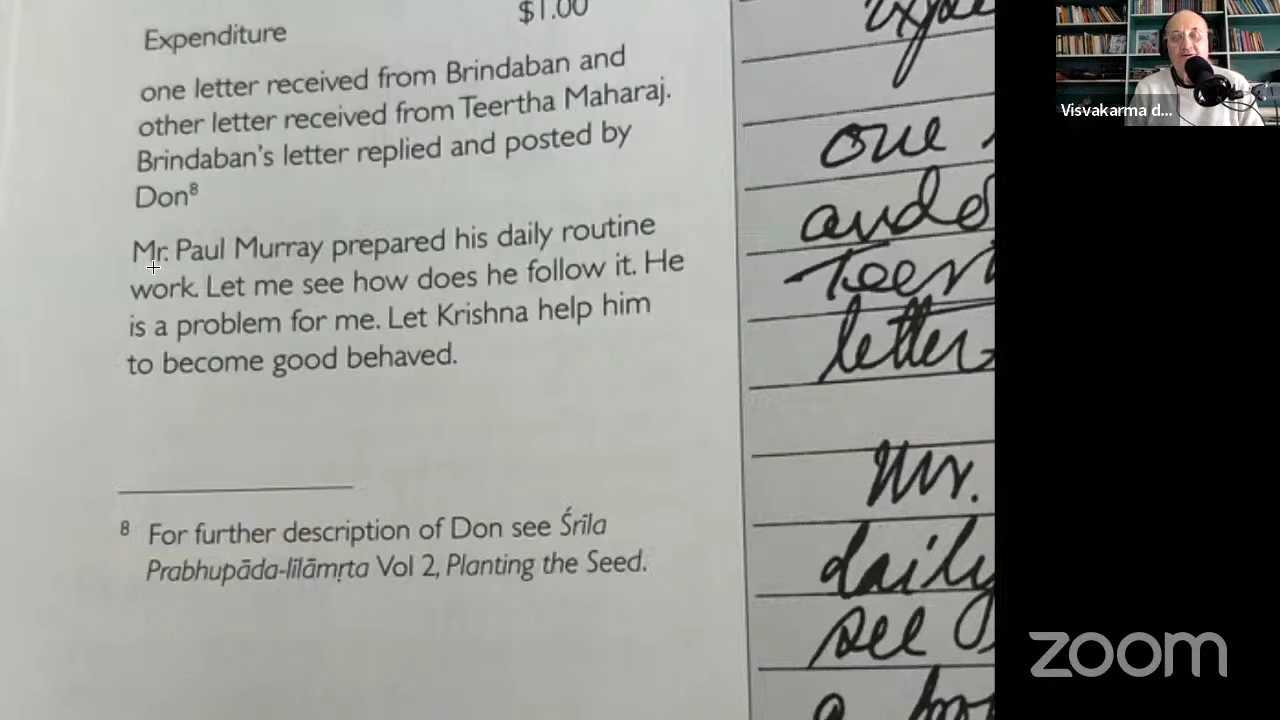 $1.00
Expenditure
one letter received from Brindaban and
other letter received from Teertha Maharaj.
Brindaban's letter replied and posted by
Don⁸
Mr. Paul Murray prepared his daily routine
work. Let me see how does he follow it. He
is a problem for me. Let Krishna help him
to become good behaved.
⁸ For further description of Don see Śrīla
Prabhupāda-līlāmṛta Vol 2, Planting the Seed.
one
Teert
letter
Mr.
daily
see
a
Visvakarma d...
zoom